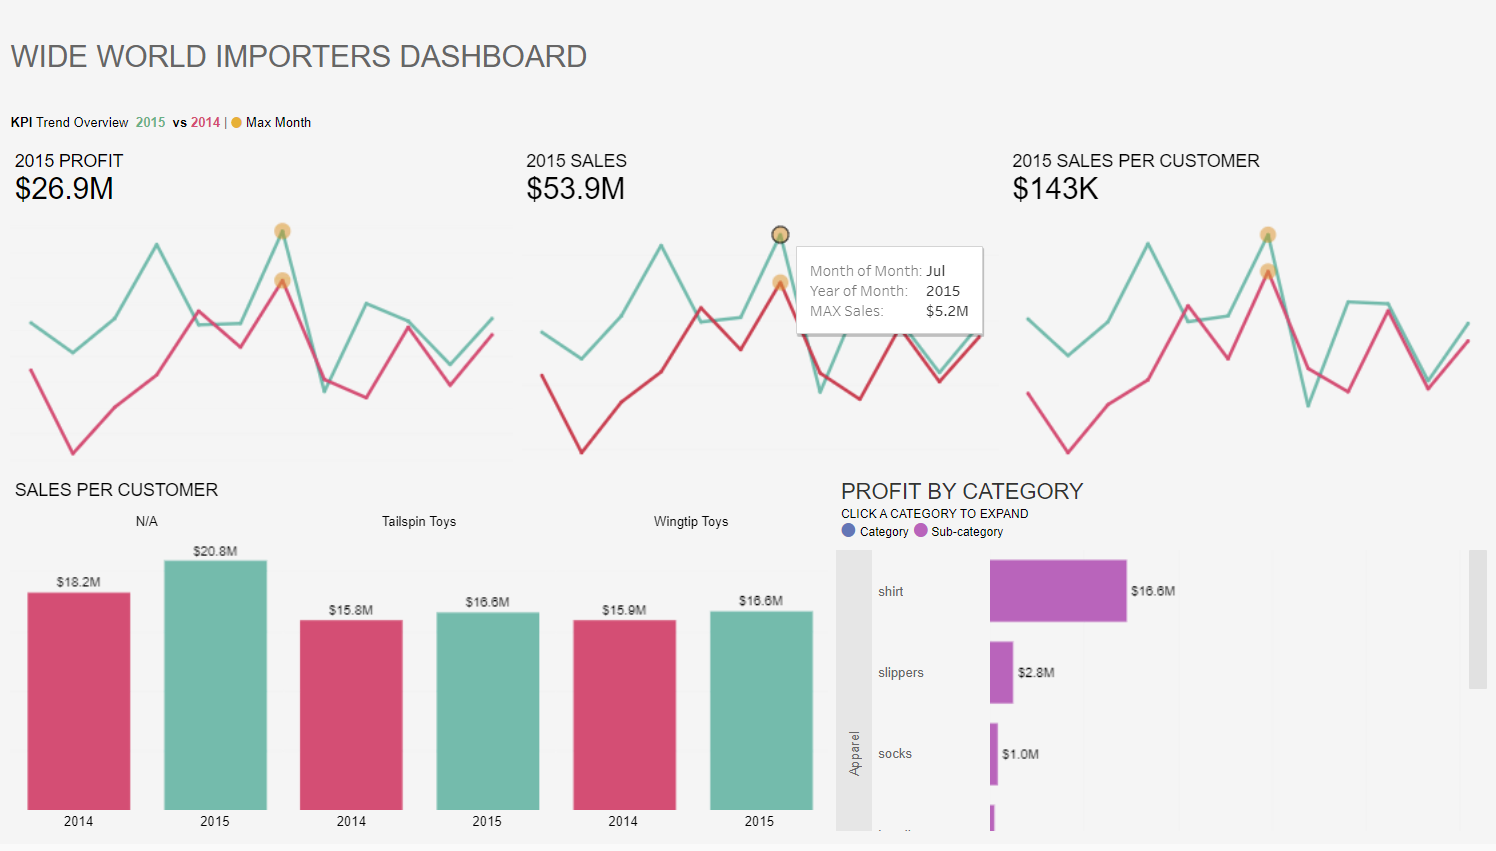 WIDE WORLD IMPORTERS DASHBOARD
KPI Trend Overview 2015 vs 2014 | Max Month
2015 PROFIT
$26.9M
2015 SALES
$53.9M
2015 SALES PER CUSTOMER
$143K
Month of Month: Jul
Year of Month: 2015
MAX Sales: $5.2M
SALES PER CUSTOMER
N/A
Tailspin Toys
Wingtip Toys
$18.2M
$20.8M
$15.8M
$16.6M
$15.9M
$16.6M
2014
2015
2014
2015
2014
2015
PROFIT BY CATEGORY
CLICK A CATEGORY TO EXPAND
Category Sub-category
Apparel
shirt
$16.6M
slippers
$2.8M
socks
$1.0M